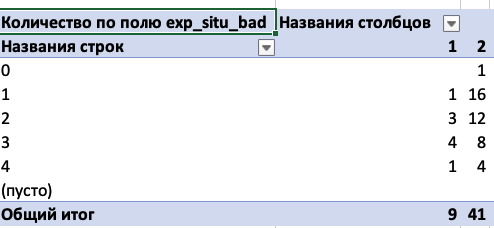 Количество по полю exp_situ_bad Названия столбцов
Названия строк 1 2
0 1
1 1 16
2 3 12
3 4 8
4 1 4
(пусто)
Общий итог 9 41